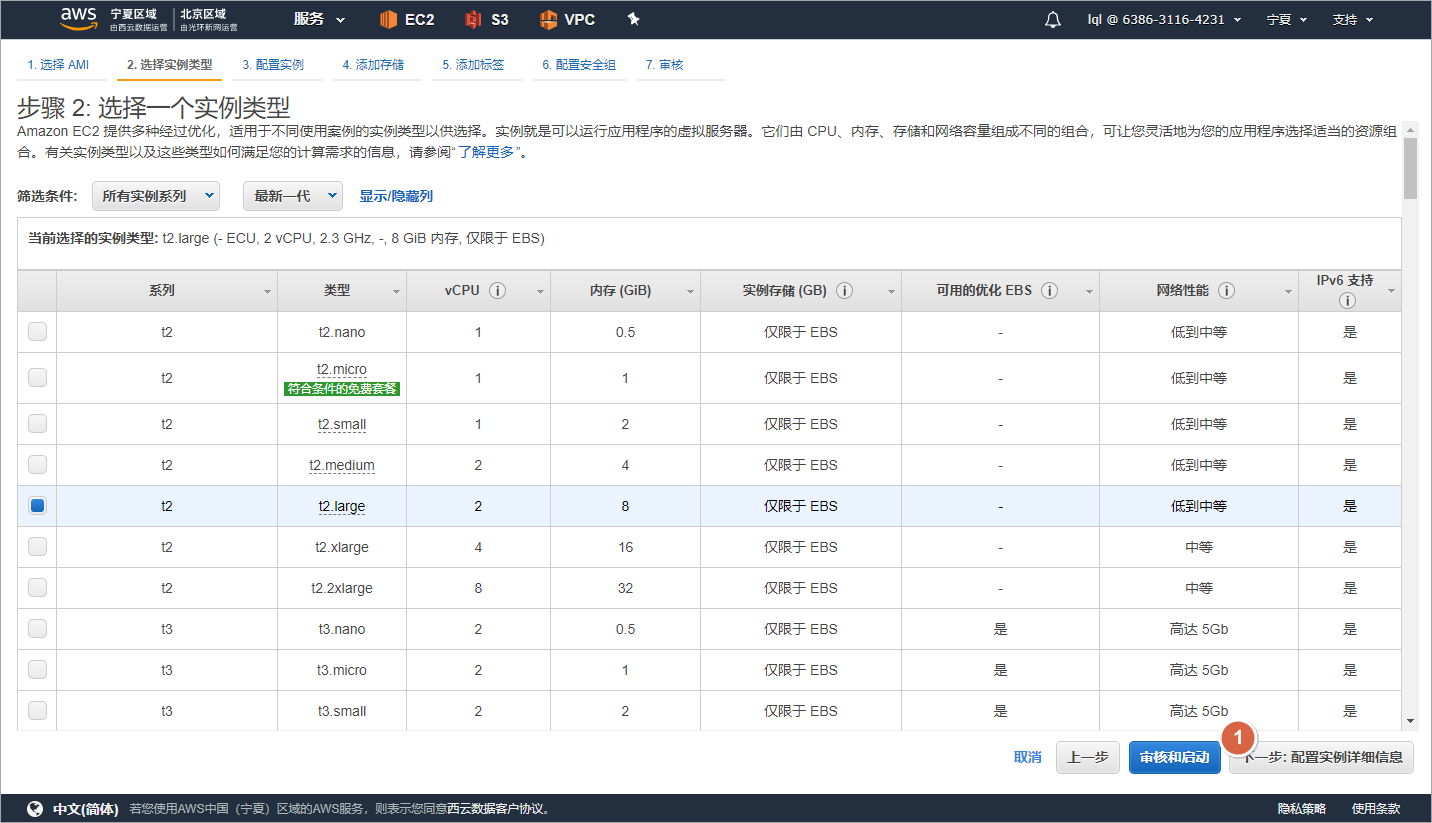 aws 宁夏区域 由西云数据运营 北京区域 由光环新网运营 服务 EC2 S3 VPC lql @ 6386-3116-4231 宁夏 支持
1. 选择 AMI 2. 选择实例类型 3. 配置实例 4. 添加存储 5. 添加标签 6. 配置安全组 7. 审核
步骤 2: 选择一个实例类型
Amazon EC2 提供多种经过优化，适用于不同使用案例的实例类型以供选择。实例就是可以运行应用程序的虚拟服务器。它们由 CPU、内存、存储和网络容量组成不同的组合，可让您灵活地为您的应用程序选择适当的资源组
合。有关实例类型以及这些类型如何满足您的计算需求的信息，请参阅“了解更多”。
筛选条件: 所有实例系列 最新一代 显示/隐藏列
当前选择的实例类型: t2.large (- ECU, 2 vCPU, 2.3 GHz, -, 8 GiB 内存, 仅限于 EBS)
系列 类型 vCPU 内存 (GiB) 实例存储 (GB) 可用的优化 EBS 网络性能 IPv6 支持
t2 t2.nano 1 0.5 仅限于 EBS - 低到中等 是
t2 t2.micro 符合条件的免费套餐 1 1 仅限于 EBS - 低到中等 是
t2 t2.small 1 2 仅限于 EBS - 低到中等 是
t2 t2.medium 2 4 仅限于 EBS - 低到中等 是
t2 t2.large 2 8 仅限于 EBS - 低到中等 是
t2 t2.xlarge 4 16 仅限于 EBS - 中等 是
t2 t2.2xlarge 8 32 仅限于 EBS - 中等 是
t3 t3.nano 2 0.5 仅限于 EBS 是 高达 5Gb 是
t3 t3.micro 2 1 仅限于 EBS 是 高达 5Gb 是
t3 t3.small 2 2 仅限于 EBS 是 高达 5Gb 是
取消 上一步 审核和启动 1 下一步: 配置实例详细信息
中文(简体) 若您使用AWS中国（宁夏）区域的AWS服务，则表示您同意西云数据客户协议。 隐私策略 使用条款